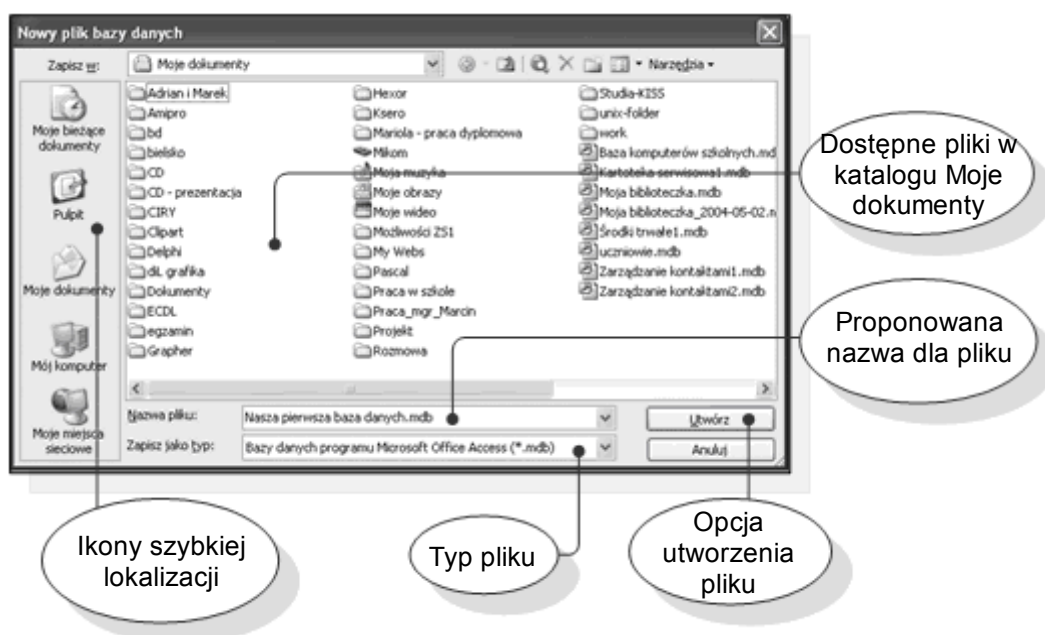 Nowy plik bazy danych
Zapisz w:
Moje dokumenty
Narzędzia
Moje bieżące
dokumenty
Pulpit
Moje dokumenty
Mój komputer
Moje miejsca
sieciowe
Adrian i Marek
Amipro
bd
bielsko
CD
CD - prezentacja
CIRY
Clipart
Delphi
diL grafika
Dokumenty
ECDL
egzamin
Grapher
Hexor
Ksero
Mariola - praca dyplomowa
Mikom
Moja muzyka
Moje obrazy
Moje wideo
Możliwości ZS1
My Webs
Pascal
Praca w szkole
Praca_mgr_Marcin
Projekt
Rozmowa
Studia-KISS
unix-folder
work
Baza komputerów szkolnych.md
Kartoteka serwisowa1.mdb
Moja biblioteczka.mdb
Moja biblioteczka_2004-05-02.n
Środki trwałe1.mdb
uczniowie.mdb
Zarządzanie kontaktami1.mdb
Zarządzanie kontaktami2.mdb
Nazwa pliku:
Nasza pierwsza baza danych.mdb
Utwórz
Zapisz jako typ:
Bazy danych programu Microsoft Office Access (*.mdb)
Anuluj
Dostępne pliki w
katalogu Moje
dokumenty
Proponowana
nazwa dla pliku
Ikony szybkiej
lokalizacji
Typ pliku
Opcja
utworzenia
pliku